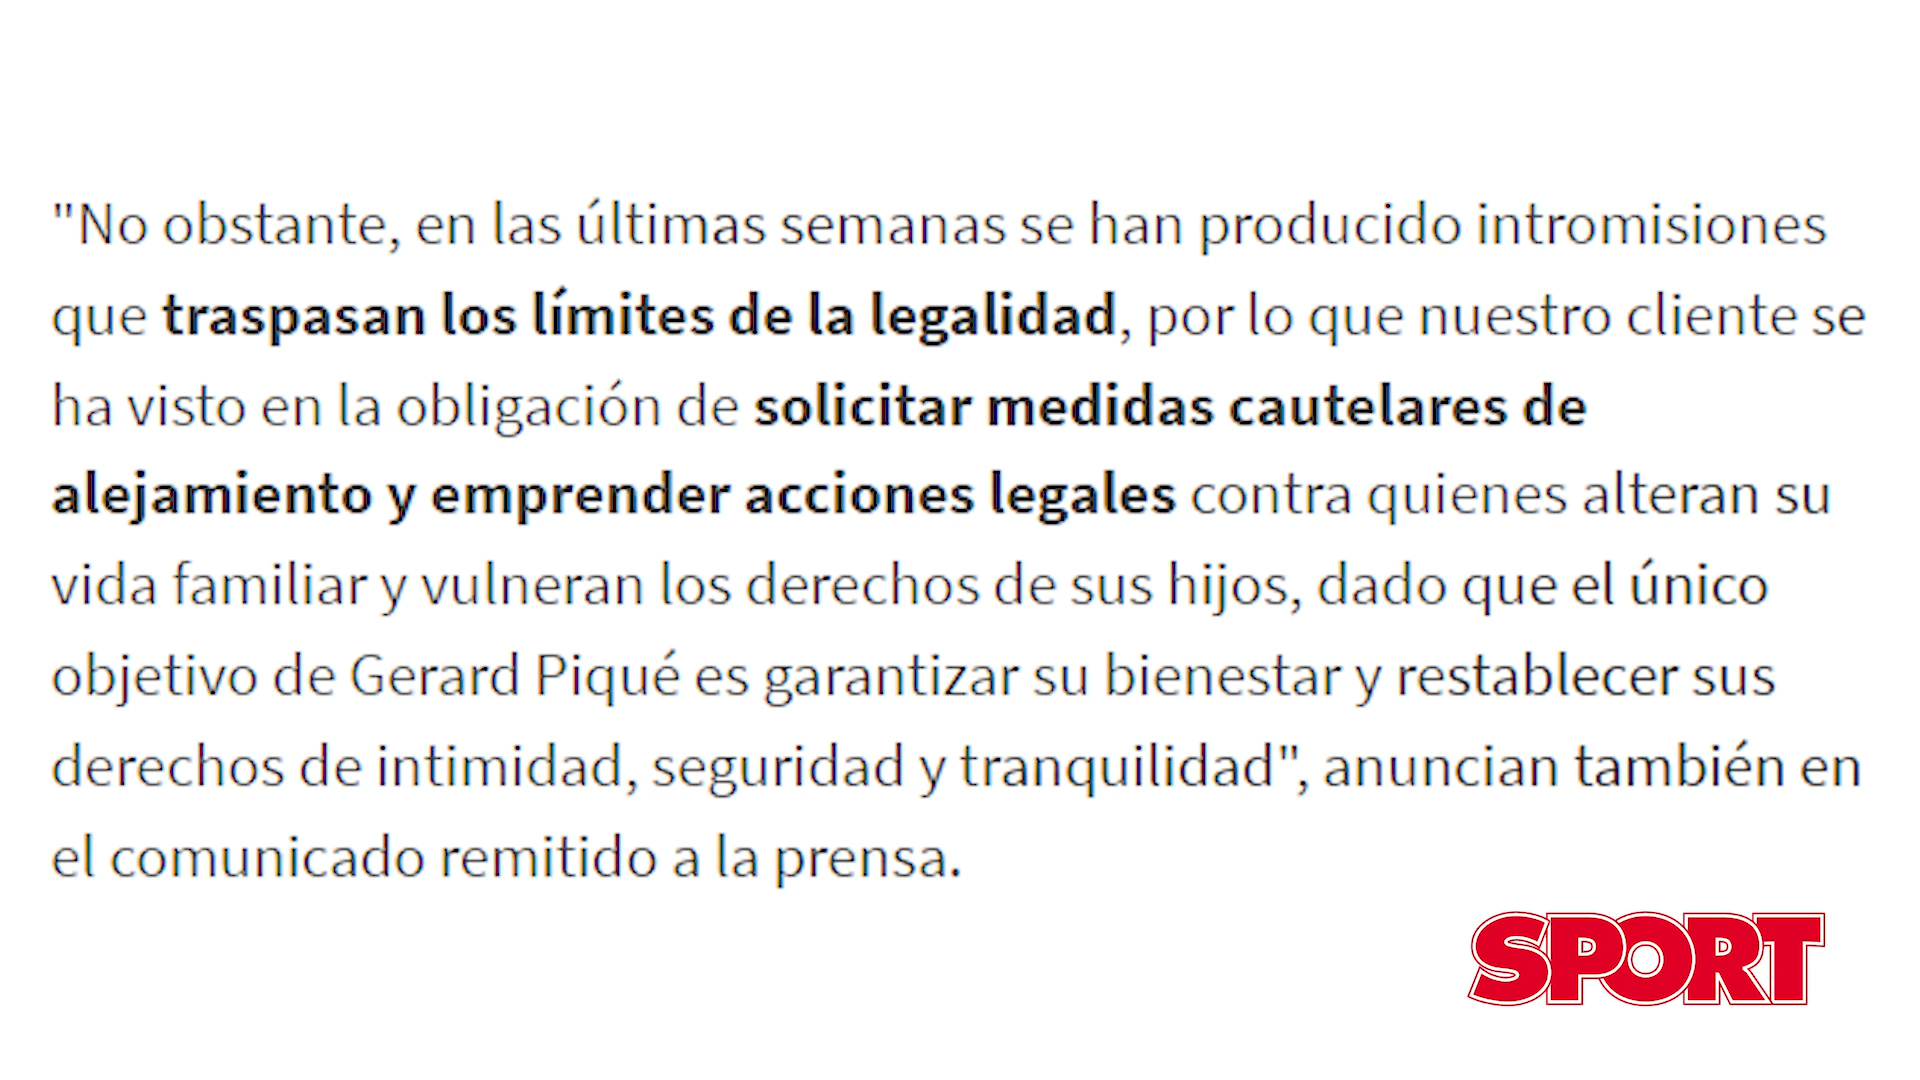 "No obstante, en las últimas semanas se han producido intromisiones
que traspasan los límites de la legalidad, por lo que nuestro cliente se
ha visto en la obligación de solicitar medidas cautelares de
alejamiento y emprender acciones legales contra quienes alteran su
vida familiar y vulneran los derechos de sus hijos, dado que el único
objetivo de Gerard Piqué es garantizar su bienestar y restablecer sus
derechos de intimidad, seguridad y tranquilidad", anuncian también en
el comunicado remitido a la prensa.
SPORT